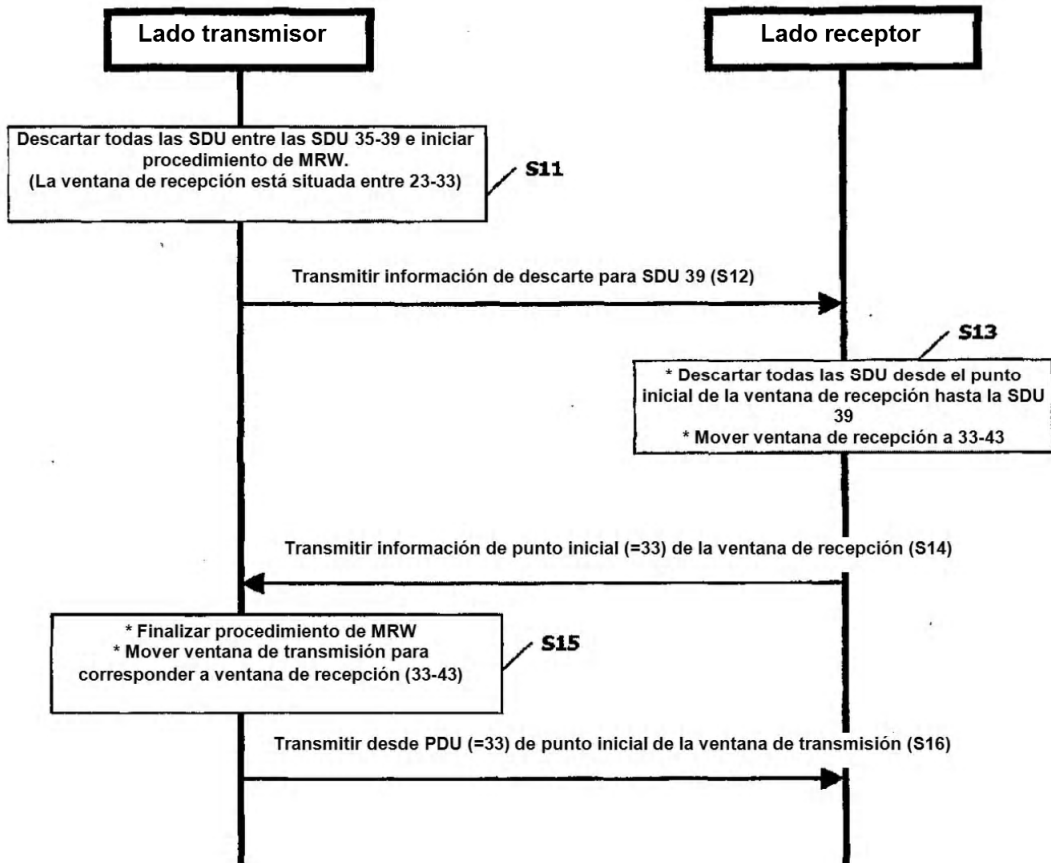 Lado transmisor
Lado receptor
Descartar todas las SDU entre las SDU 35-39 e iniciar
procedimiento de MRW.
(La ventana de recepción está situada entre 23-33)
S11
Transmitir información de descarte para SDU 39 (S12)
S13
* Descartar todas las SDU desde el punto
inicial de la ventana de recepción hasta la SDU
39
* Mover ventana de recepción a 33-43
Transmitir información de punto inicial (=33) de la ventana de recepción (S14)
* Finalizar procedimiento de MRW
* Mover ventana de transmisión para
corresponder a ventana de recepción (33-43)
S15
Transmitir desde PDU (=33) de punto inicial de la ventana de transmisión (S16)